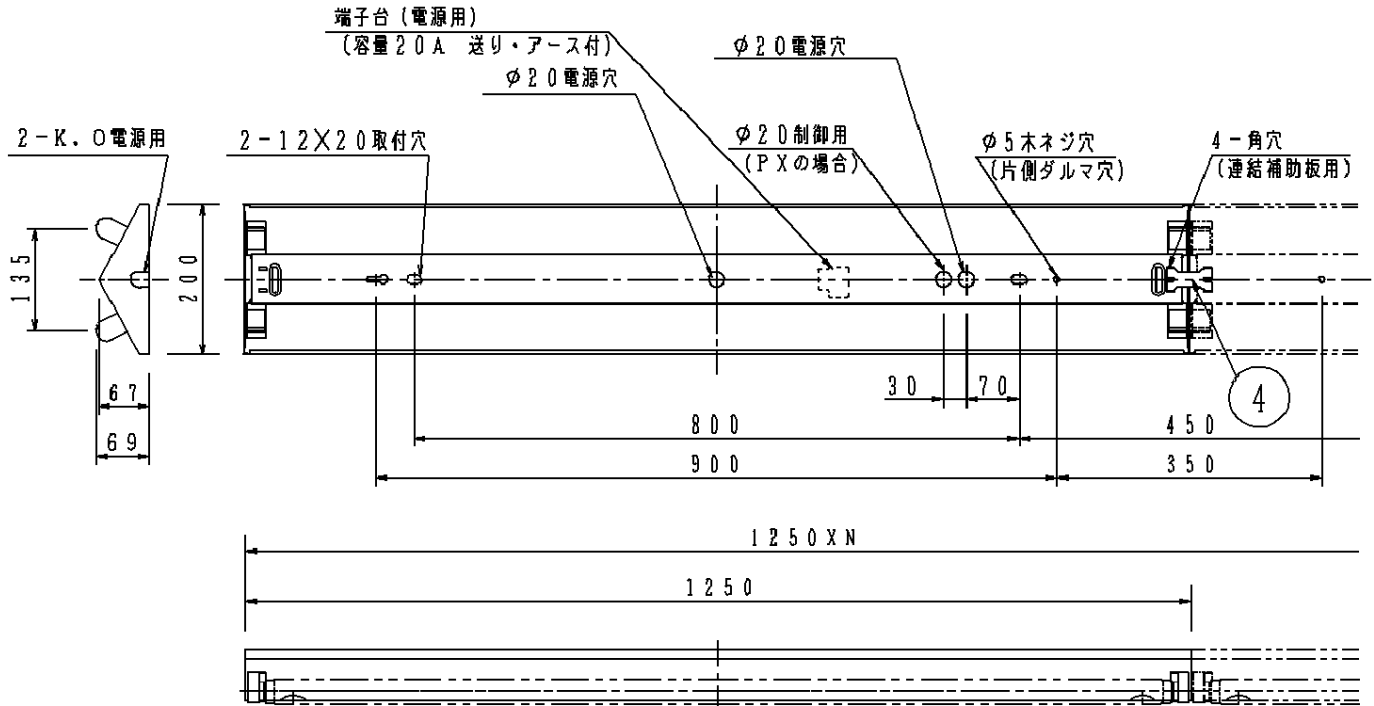 端子台(電源用)
(容量20A 送り・アース付)
φ20電源穴
φ20電源穴
2-K.O電源用
2-12X20取付穴
φ20制御用
(PXの場合)
φ5木ネジ穴
(片側ダルマ穴)
4-角穴
(連結補助板用)
135
200
67
69
30
70
4
800
450
900
350
1250XN
1250